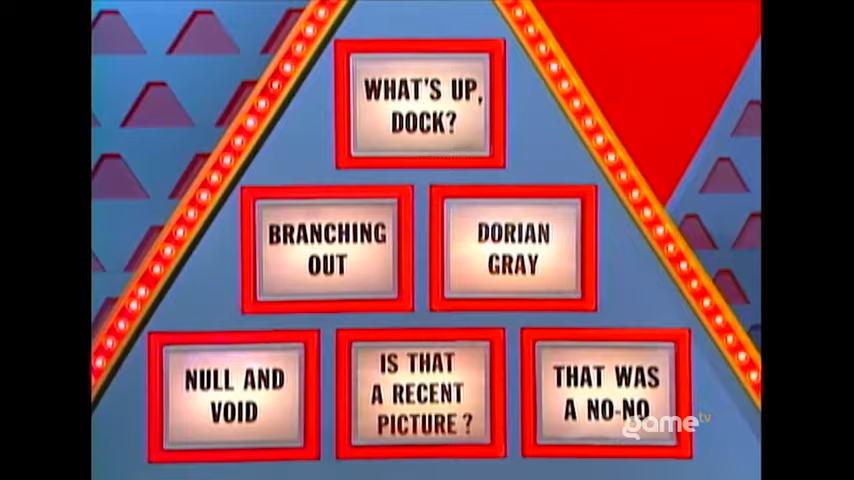 WHAT'S UP,
DOCK?
BRANCHING
OUT
DORIAN
GRAY
NULL AND
VOID
IS THAT
A RECENT
PICTURE?
THAT WAS
A NO-NO
game tv